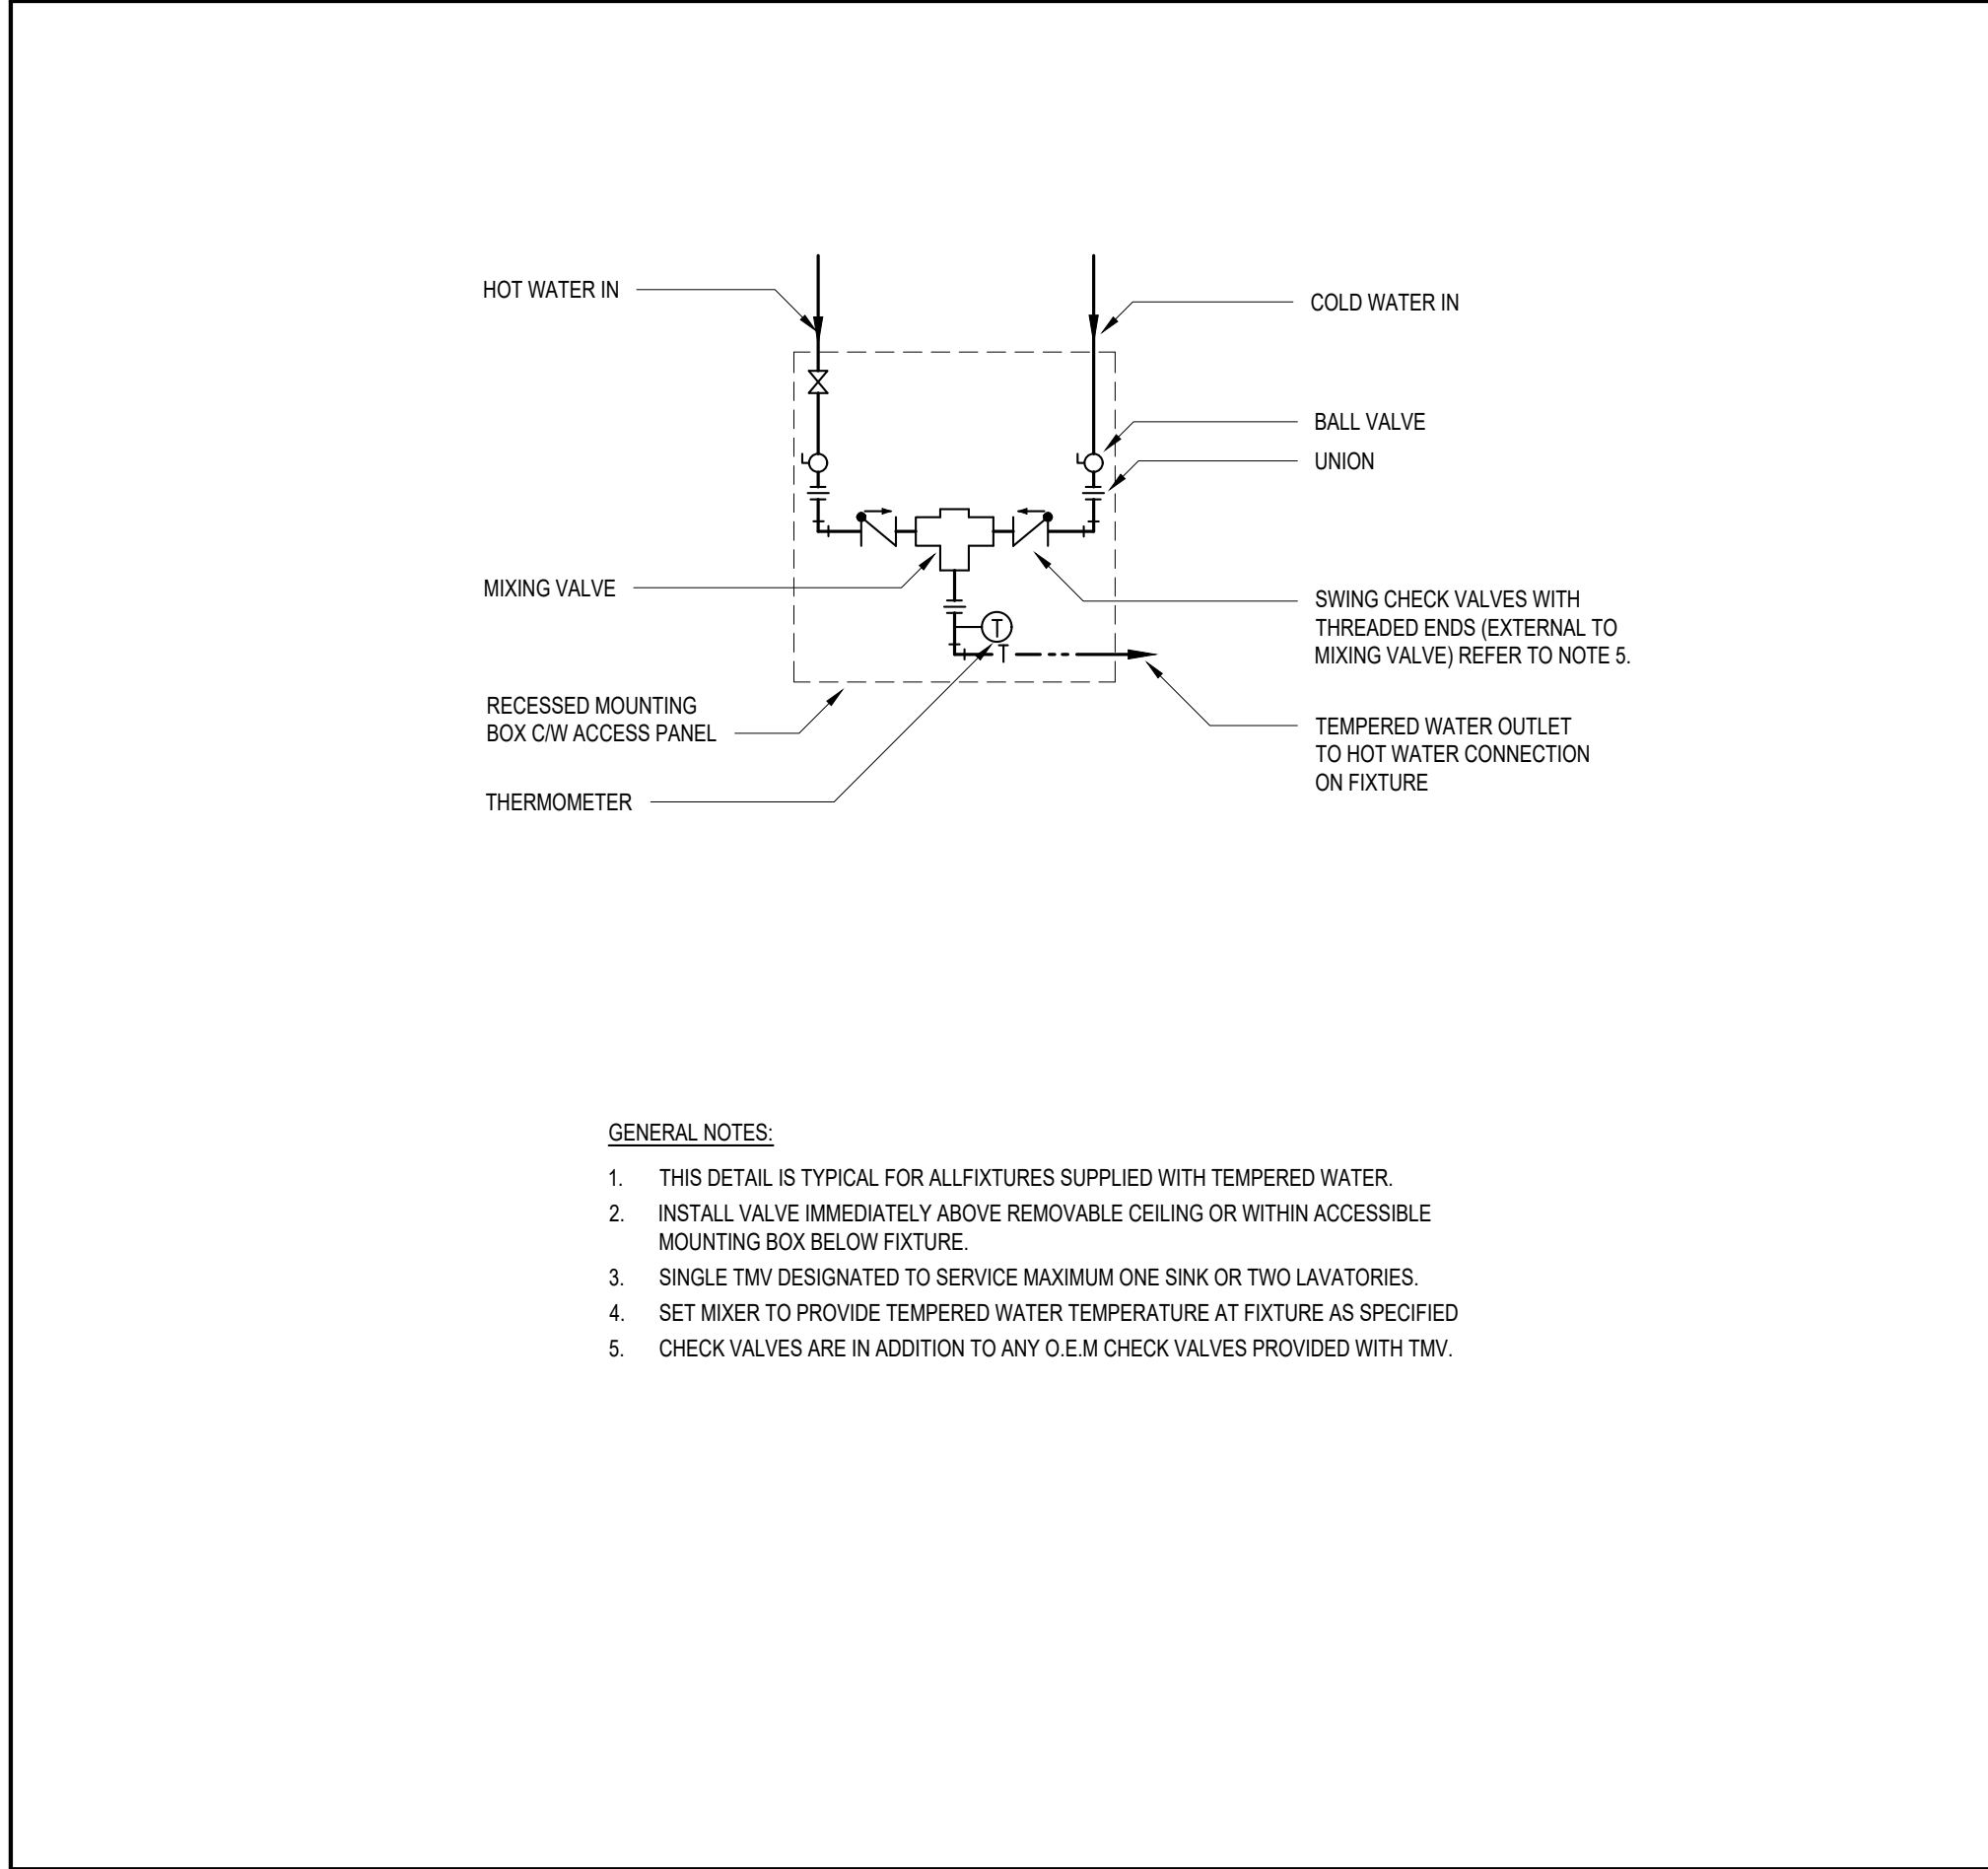 HOT WATER IN
COLD WATER IN
BALL VALVE
UNION
MIXING VALVE
SWING CHECK VALVES WITH
THREADED ENDS (EXTERNAL TO
MIXING VALVE) REFER TO NOTE 5.
T
T
RECESSED MOUNTING
BOX C/W ACCESS PANEL
TEMPERED WATER OUTLET
TO HOT WATER CONNECTION
ON FIXTURE
THERMOMETER
GENERAL NOTES:
1. THIS DETAIL IS TYPICAL FOR ALLFIXTURES SUPPLIED WITH TEMPERED WATER.
2. INSTALL VALVE IMMEDIATELY ABOVE REMOVABLE CEILING OR WITHIN ACCESSIBLE
MOUNTING BOX BELOW FIXTURE.
3. SINGLE TMV DESIGNATED TO SERVICE MAXIMUM ONE SINK OR TWO LAVATORIES.
4. SET MIXER TO PROVIDE TEMPERED WATER TEMPERATURE AT FIXTURE AS SPECIFIED
5. CHECK VALVES ARE IN ADDITION TO ANY O.E.M CHECK VALVES PROVIDED WITH TMV.